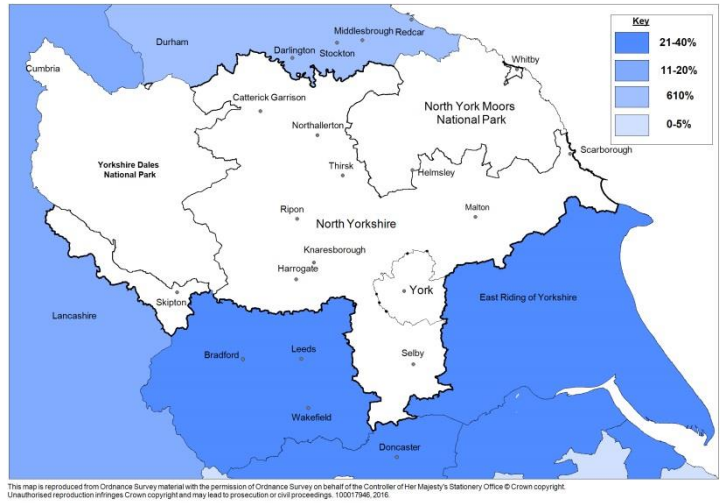 Key
21-40%
11-20%
610%
0-5%
Durham
Middlesbrough
Redcar
Darlington
Stockton
Cumbria
Whitby
Catterick Garrison
North York Moors
National Park
Northallerton
Scarborough
Yorkshire Dales
National Park
Thirsk
Helmsley
Ripon
North Yorkshire
Malton
Knaresborough
Harrogate
York
Skipton
East Riding of Yorkshire
Lancashire
Bradford
Leeds
Selby
Wakefield
Doncaster
This map is reproduced from Ordnance Survey material with the permission of Ordnance Survey on behalf of the Controller of Her Majesty's Stationery Office © Crown copyright.
Unauthorised reproduction infringes Crown copyright and may lead to prosecution or civil proceedings. 100017946, 2016.